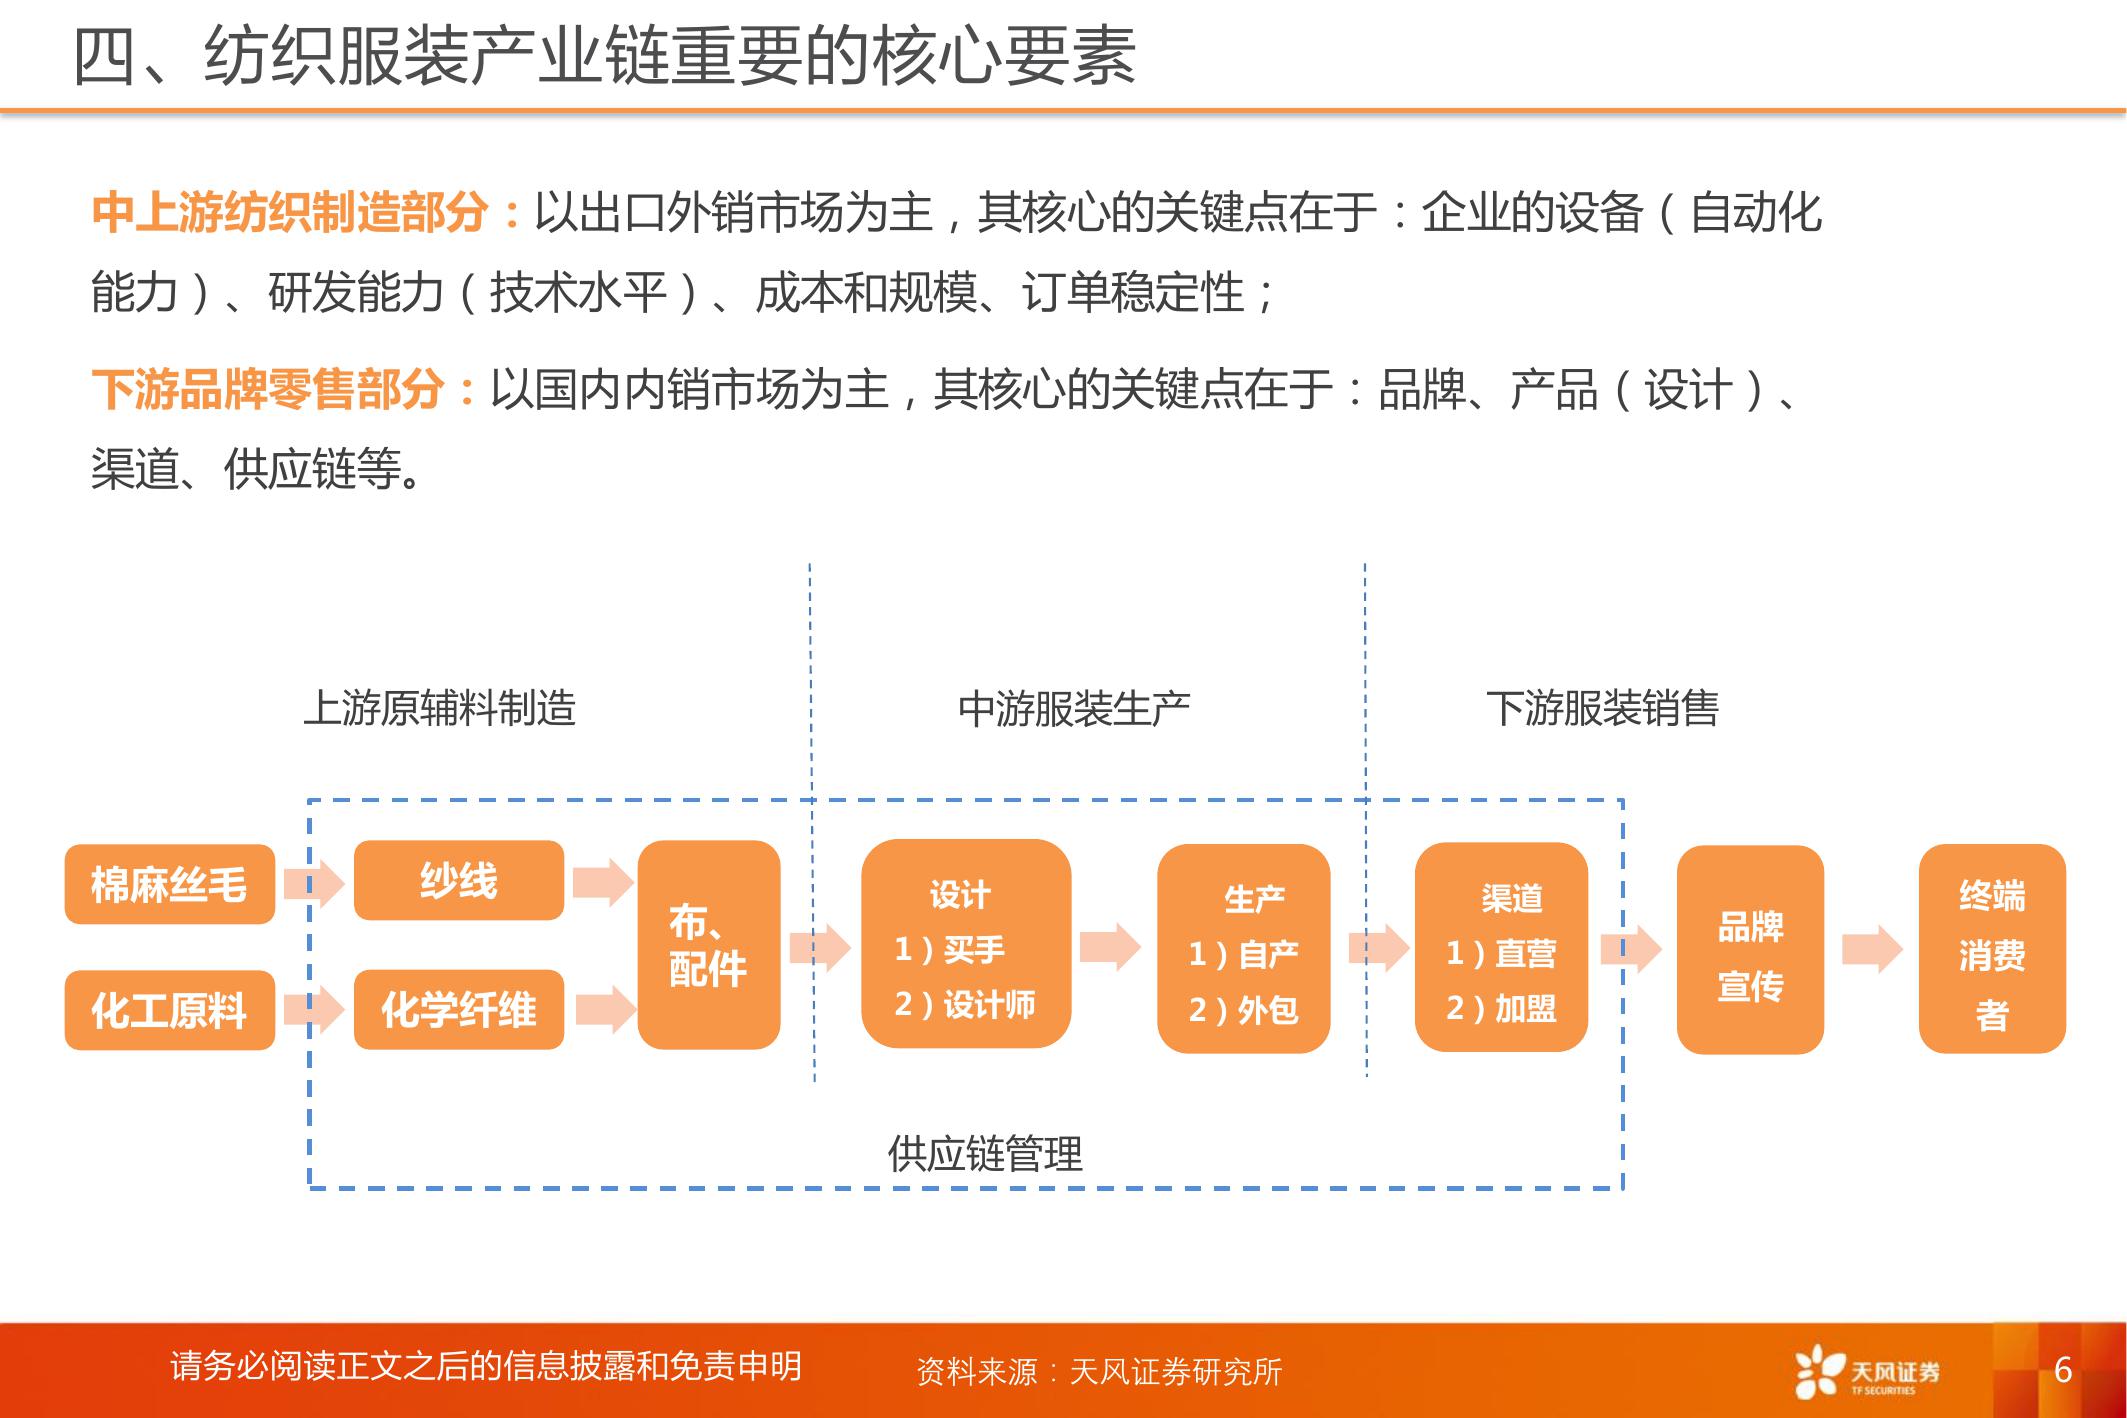 四、纺织服装产业链重要的核心要素
中上游纺织制造部分：以出口外销市场为主，其核心的关键点在于：企业的设备（自动化
能力）、研发能力（技术水平）、成本和规模、订单稳定性；
下游品牌零售部分：以国内内销市场为主，其核心的关键点在于：品牌、产品（设计）、
渠道、供应链等。
上游原辅料制造
中游服装生产
下游服装销售
棉麻丝毛
化工原料
纱线
化学纤维
布、
配件
设计
1）买手
2）设计师
生产
1）自产
2）外包
渠道
1）直营
2）加盟
品牌
宣传
终端
消费
者
供应链管理
请务必阅读正文之后的信息披露和免责申明
资料来源：天风证券研究所
天风证券
TF SECURITIES
6